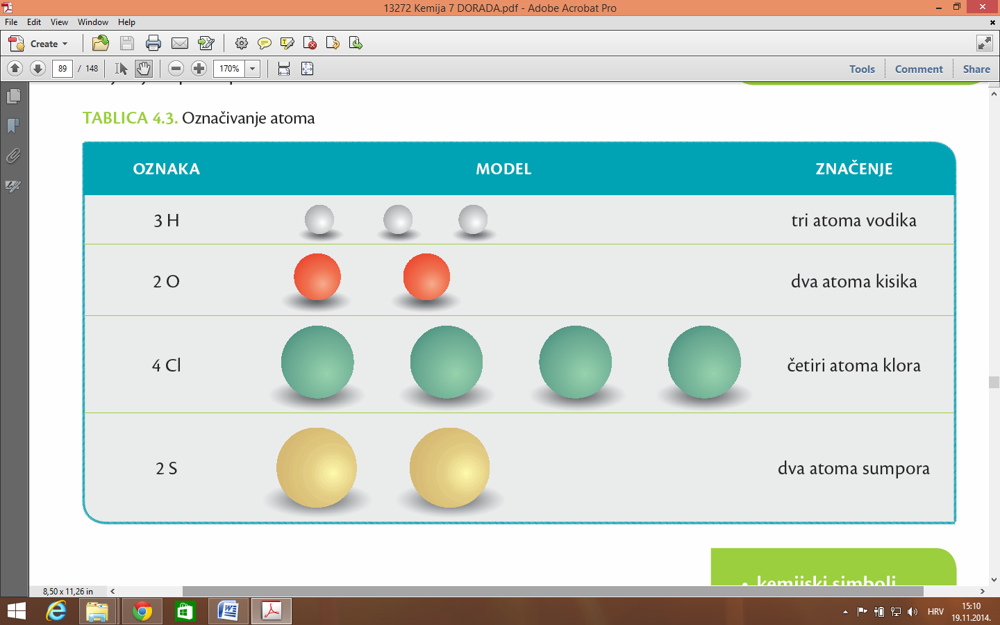 13272 Kemija 7 DORADA.pdf - Adobe Acrobat Pro
File Edit View Window Help
Create
89 / 148 170% Tools Comment Share
TABLICA 4.3. Označivanje atoma
OZNAKA MODEL ZNAČENJE
3 H tri atoma vodika
2 O dva atoma kisika
4 Cl četiri atoma klora
2 S dva atoma sumpora
• kemijski simboli
8,50 x 11,26 in
HRV 15:10
19.11.2014.